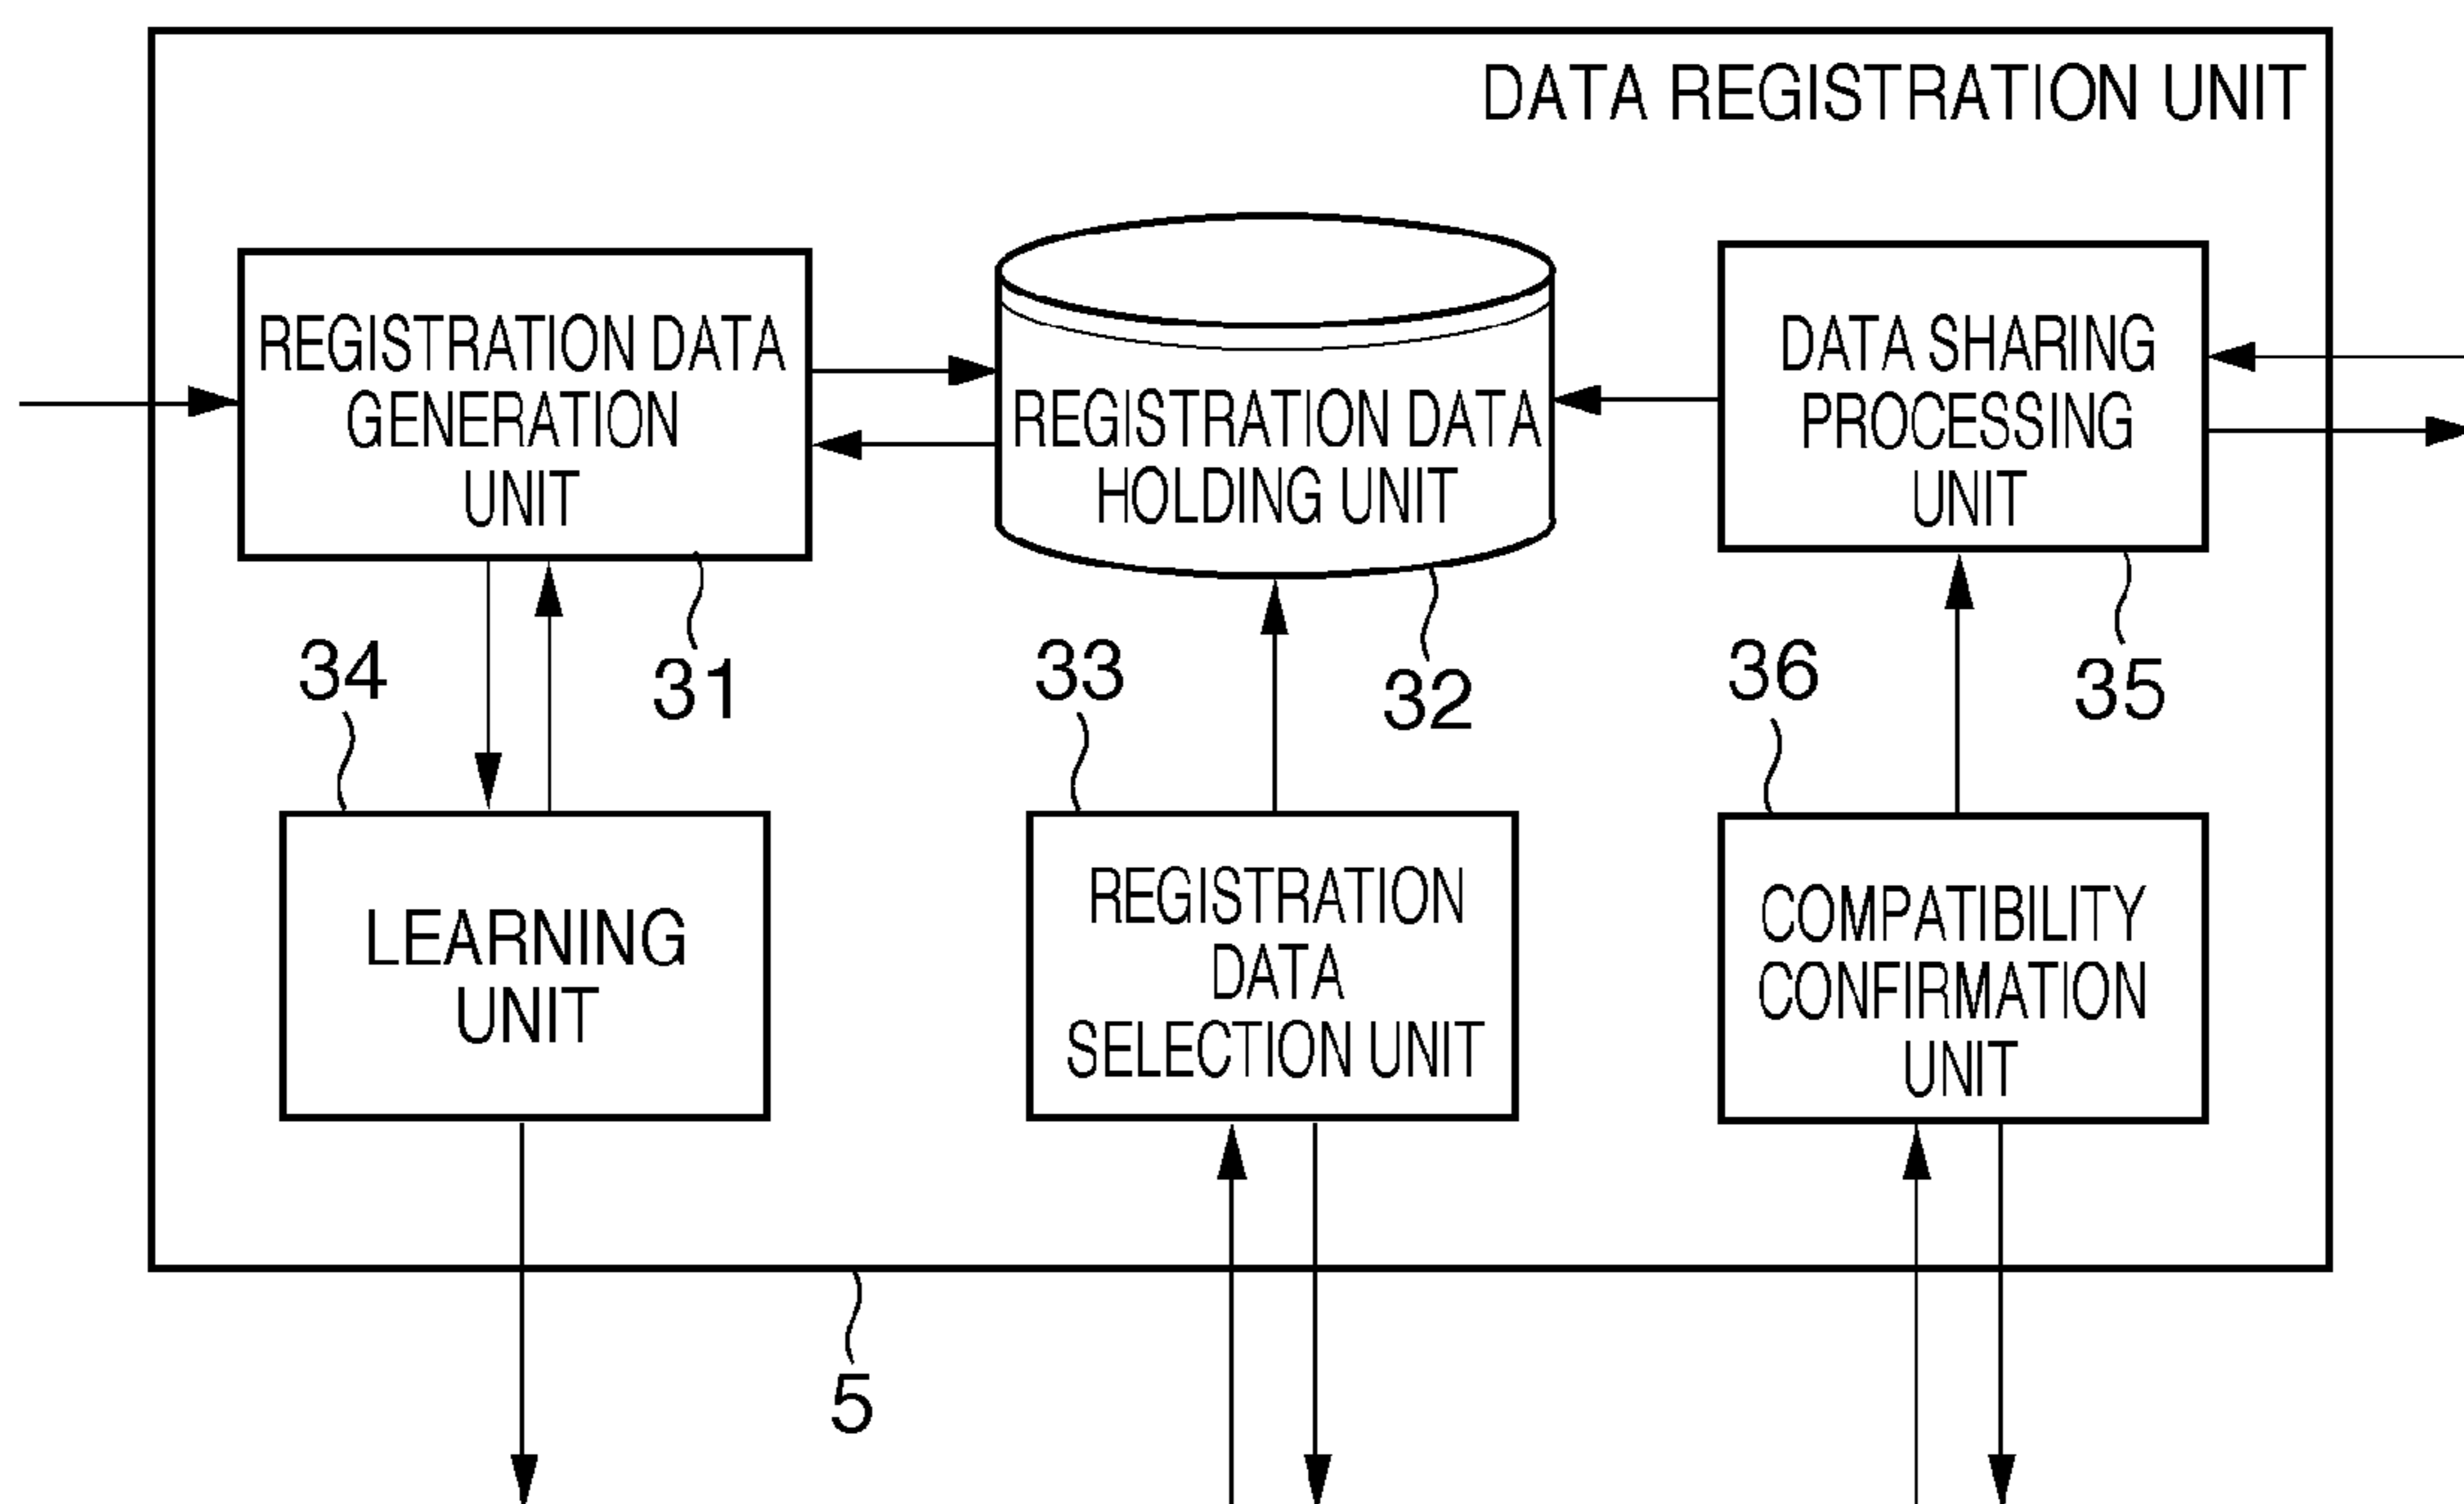 DATA REGISTRATION UNIT
REGISTRATION DATA
GENERATION
UNIT
REGISTRATION DATA
HOLDING UNIT
DATA SHARING
PROCESSING
UNIT
34
31
33
32
36
35
LEARNING
UNIT
REGISTRATION
DATA
SELECTION UNIT
COMPATIBILITY
CONFIRMATION
UNIT
5